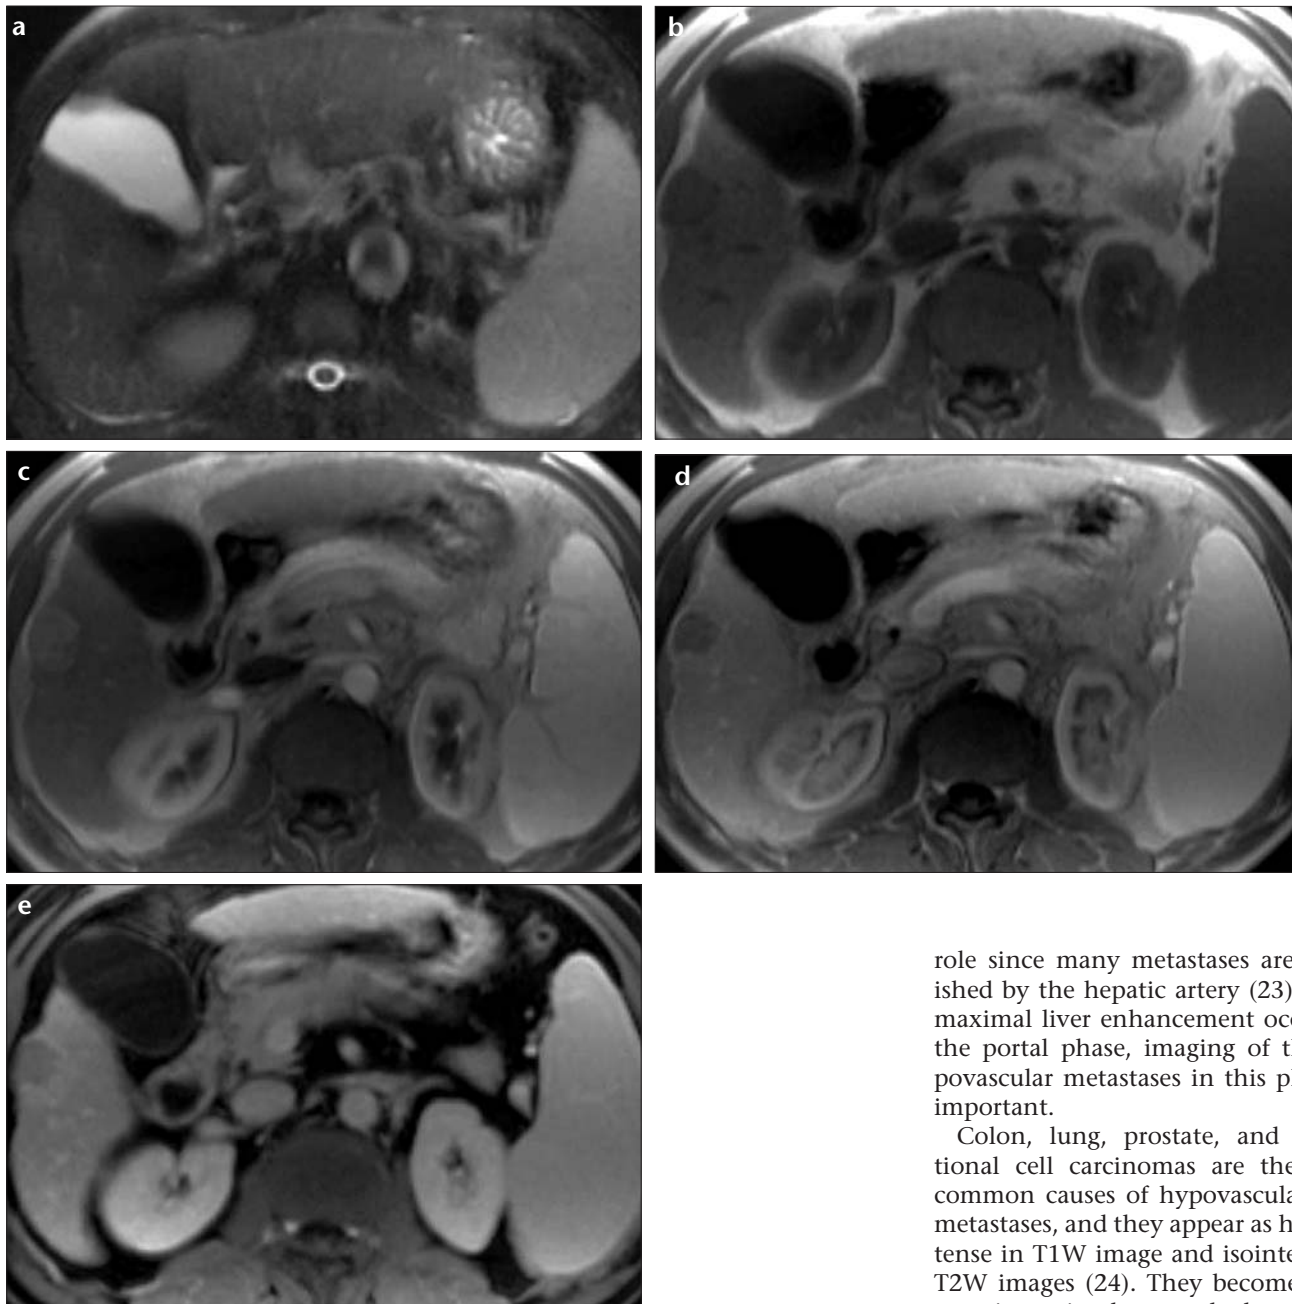 a
b
c
d
e
role since many metastases are
ished by the hepatic artery (23)
maximal liver enhancement occ
the portal phase, imaging of t
povascular metastases in this p
important.
Colon, lung, prostate, and
tional cell carcinomas are the
common causes of hypovascula
metastases, and they appear as h
tense in T1W image and isointe
T2W images (24). They become